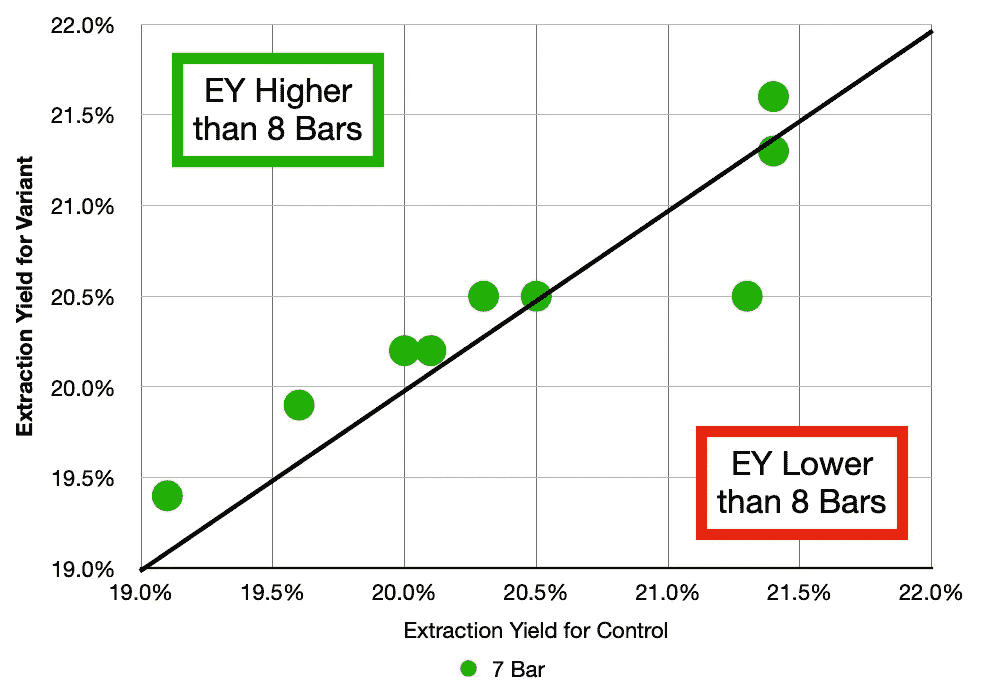 22.0%
21.5%
21.0%
20.5%
20.0%
19.5%
19.0%
Extraction Yield for Variant
EY Higher
than 8 Bars
EY Lower
than 8 Bars
19.0% 19.5% 20.0% 20.5% 21.0% 21.5% 22.0%
Extraction Yield for Control
7 Bar